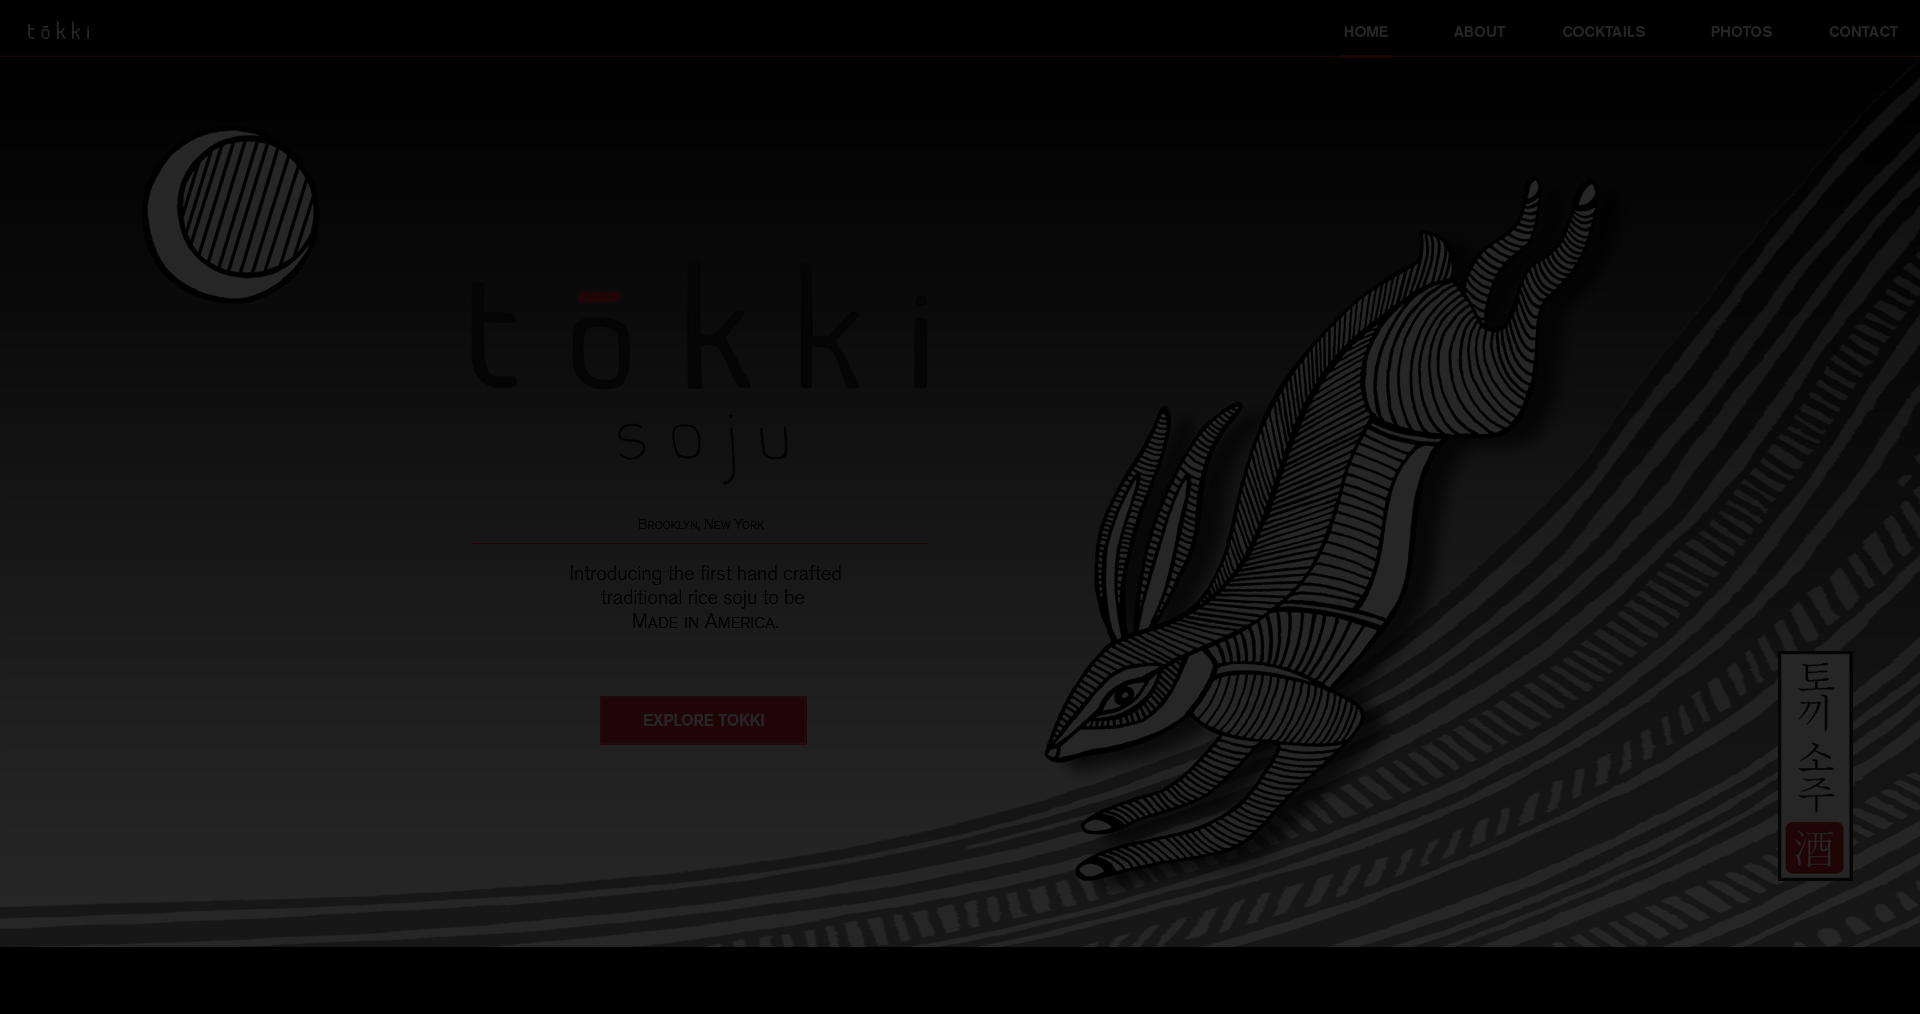 tōkki
HOME
ABOUT
COCKTAILS
PHOTOS
CONTACT
tōkki
soju
Brooklyn, New York
Introducing the first hand crafted
traditional rice soju to be
Made in America.
EXPLORE TOKKI
토끼 소주
酒